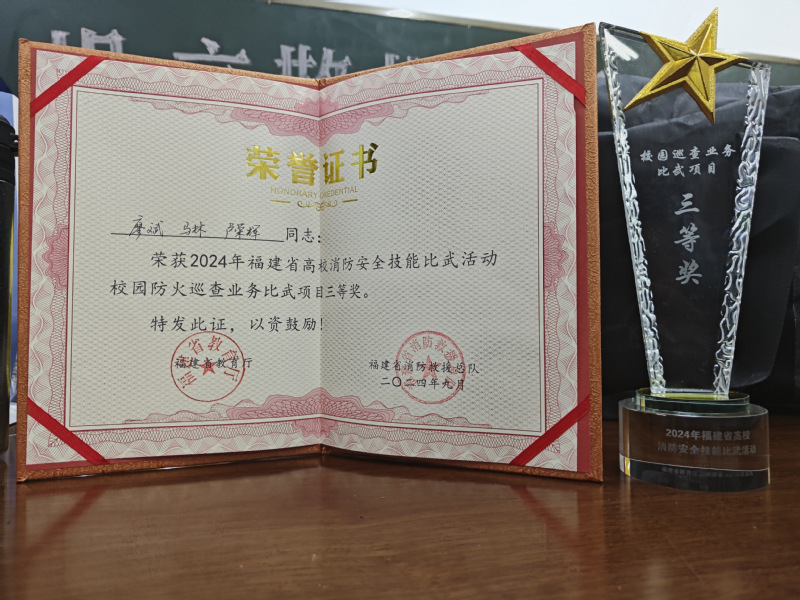 荣誉证书
HONORARY CREDENTIAL
廖斌 马林 卢荣辉 同志：
荣获2024年福建省高校消防安全技能比武活动
校园防火巡查业务比武项目三等奖。
特发此证，以资鼓励！
福建省教育厅
福建省消防救援总队
二〇二四年九月
校园巡查业务
比武项目
三等奖
2024年福建省高校
消防安全技能比武活动